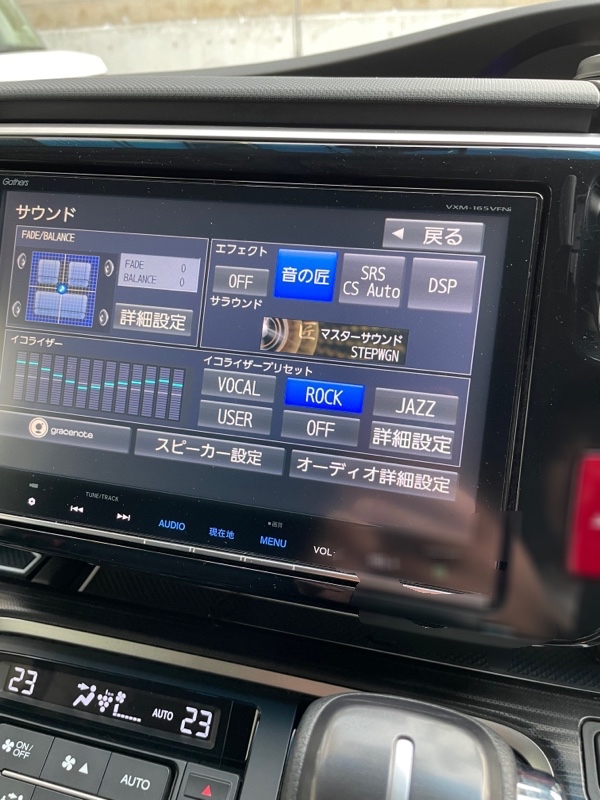 Gathers
VXM-165VFNi
サウンド
戻る
FADE/BALANCE
FADE 0
BALANCE 0
詳細設定
エフェクト
OFF
音の匠
SRS
CS Auto
DSP
サラウンド
匠 マスターサウンド
STEPWGN
イコライザー
イコライザープリセット
VOCAL
ROCK
JAZZ
USER
OFF
詳細設定
gracenote
スピーカー設定
オーディオ詳細設定
TUNE/TRACK
AUDIO
現在地
画質
MENU
VOL
23
AUTO
23
ON/
OFF
AUTO